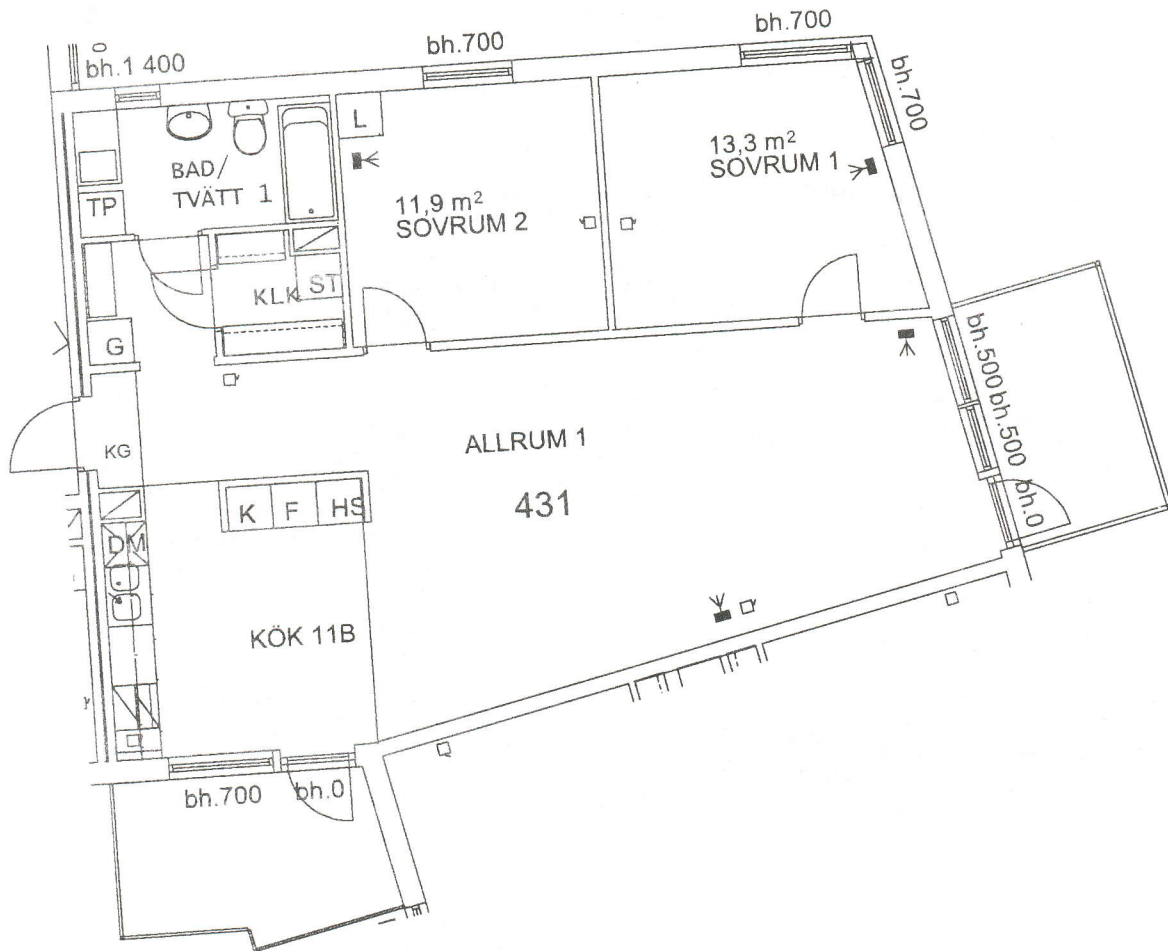 bh.1 400
bh.700
bh.700
bh.700
L
BAD/
TVÄTT 1
TP
11,9 m²
SOVRUM 2
13,3 m²
SOVRUM 1
KLK
ST
G
KG
ALLRUM 1
431
bh.500
bh.500
bh.0
K
F
HS
DM
KÖK 11B
bh.700
bh.0